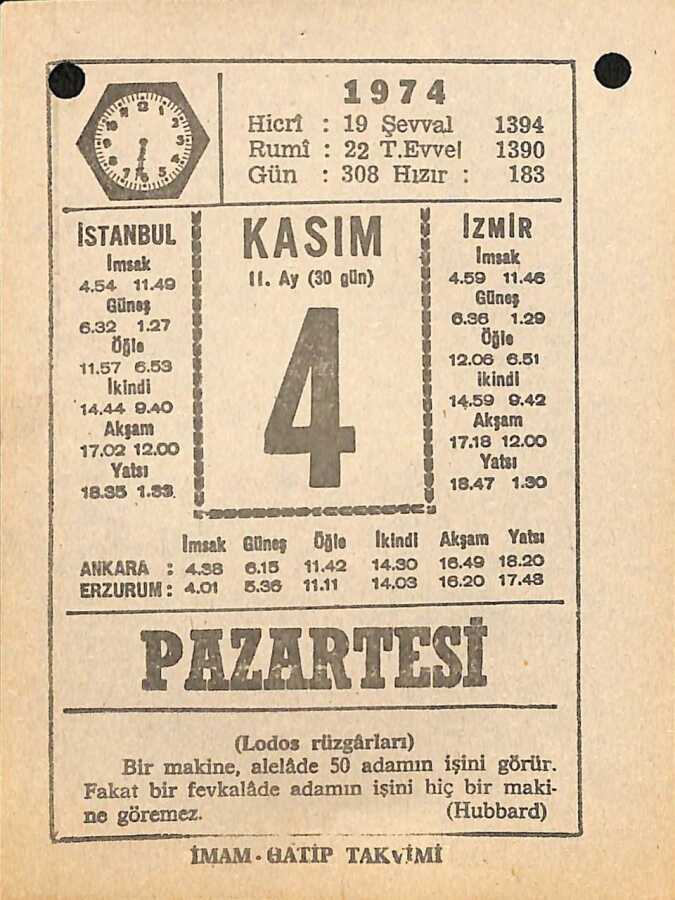 1974
Hicrî : 19 Şevval 1394
Rumî : 22 T.Evvel 1390
Gün : 308 Hızır : 183
İSTANBUL
İmsak
4.54 11.49
Güneş
6.32 1.27
Öğle
11.57 6.53
İkindi
14.44 9.40
Akşam
17.02 12.00
Yatsı
18.35 1.33
KASIM
11. Ay (30 gün)
4
İZMİR
İmsak
4.59 11.46
Güneş
6.36 1.29
Öğle
12.06 6.51
İkindi
14.59 9.42
Akşam
17.18 12.00
Yatsı
18.47 1.30
İmsak Güneş Öğle İkindi Akşam Yatsı
ANKARA : 4.38 6.15 11.42 14.30 16.49 18.20
ERZURUM : 4.01 5.36 11.11 14.03 16.20 17.48
PAZARTESİ
(Lodos rüzgârları)
Bir makine, alelâde 50 adamın işini görür.
Fakat bir fevkalâde adamın işini hiç bir maki-
ne göremez. (Hubbard)
İMAM - HATİP TAKVİMİ